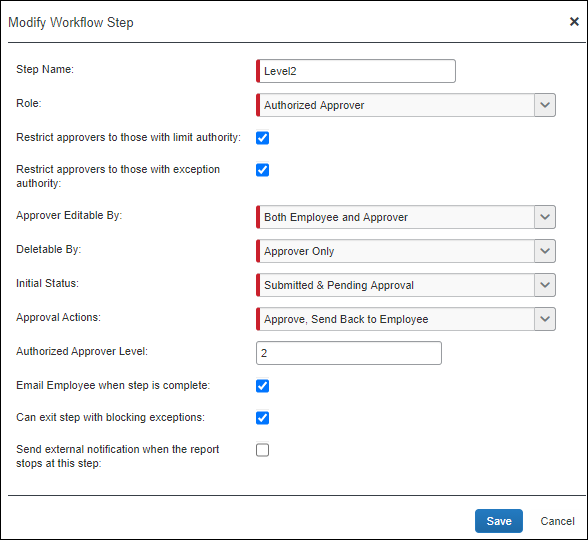 Modify Workflow Step
Step Name: Level2
Role: Authorized Approver
Restrict approvers to those with limit authority:
Restrict approvers to those with exception
authority:
Approver Editable By: Both Employee and Approver
Deletable By: Approver Only
Initial Status: Submitted & Pending Approval
Approval Actions: Approve, Send Back to Employee
Authorized Approver Level: 2
Email Employee when step is complete:
Can exit step with blocking exceptions:
Send external notification when the report
stops at this step:
Save Cancel